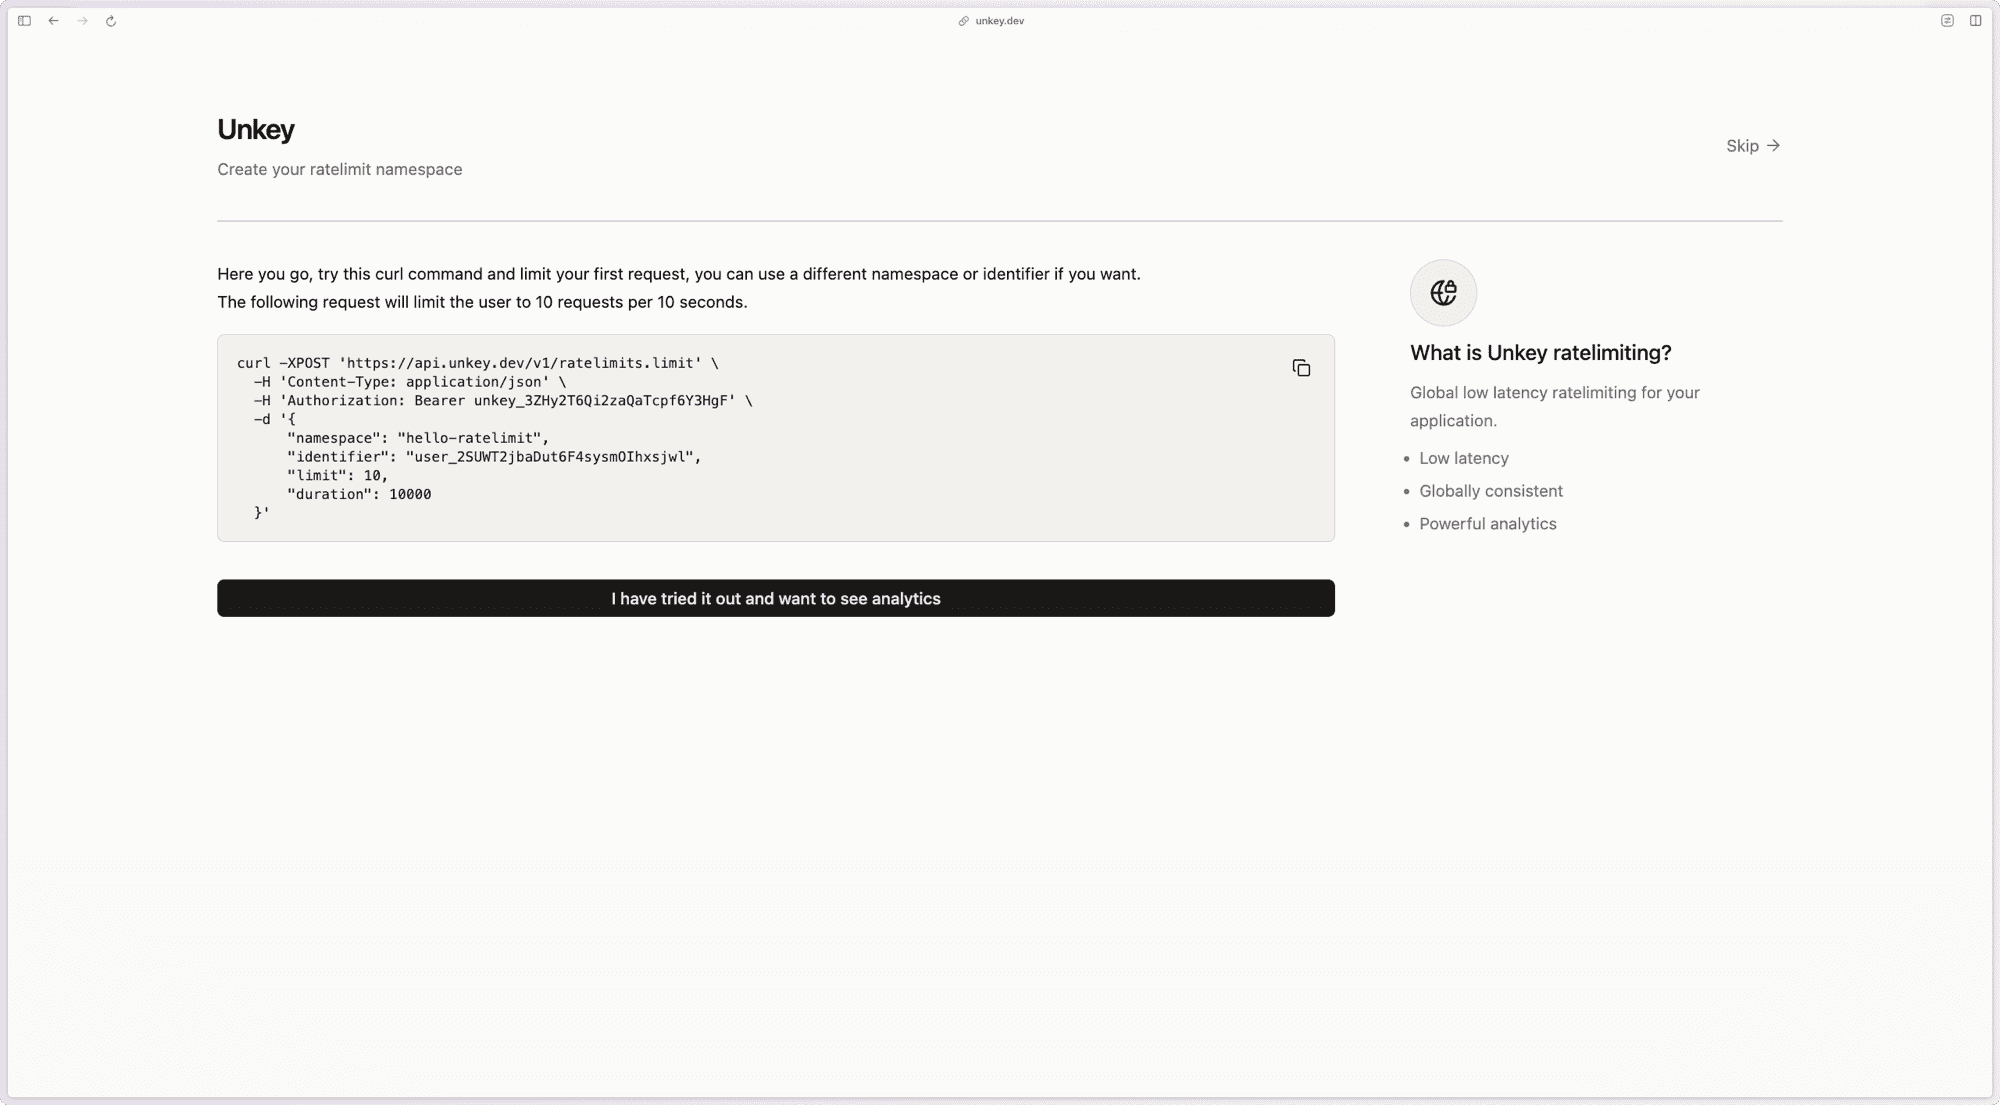 unkey.dev
Unkey
Create your ratelimit namespace
Skip →
Here you go, try this curl command and limit your first request, you can use a different namespace or identifier if you want.
The following request will limit the user to 10 requests per 10 seconds.
curl -XPOST 'https://api.unkey.dev/v1/ratelimits.limit' \
  -H 'Content-Type: application/json' \
  -H 'Authorization: Bearer unkey_3ZHy2T6Qi2zaQaTcpf6Y3HgF' \
  -d '{
      "namespace": "hello-ratelimit",
      "identifier": "user_2SUWT2jbaDut6F4sysmOIhxsjwl",
      "limit": 10,
      "duration": 10000
  }'
I have tried it out and want to see analytics
What is Unkey ratelimiting?
Global low latency ratelimiting for your
application.
• Low latency
• Globally consistent
• Powerful analytics